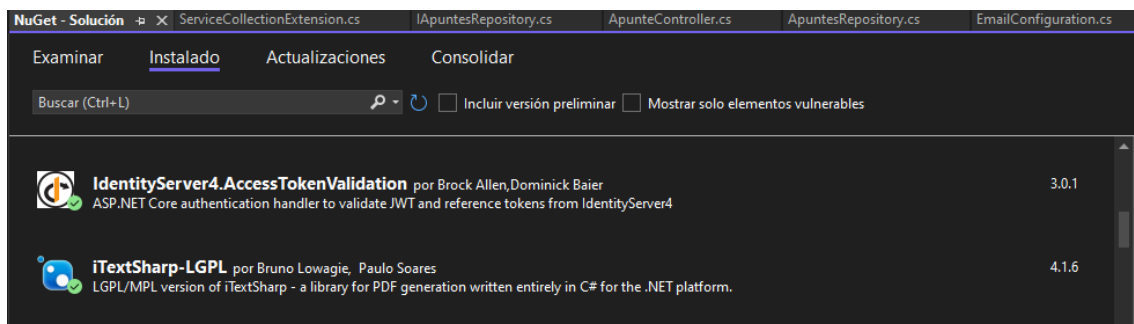 NuGet - Solución ServiceCollectionExtension.cs IApuntesRepository.cs ApunteController.cs ApuntesRepository.cs EmailConfiguration.cs
Examinar Instalado Actualizaciones Consolidar
Buscar (Ctrl+L) Incluir versión preliminar Mostrar solo elementos vulnerables
IdentityServer4.AccessTokenValidation por Brock Allen,Dominick Baier 3.0.1
ASP.NET Core authentication handler to validate JWT and reference tokens from IdentityServer4
iTextSharp-LGPL por Bruno Lowagie, Paulo Soares 4.1.6
LGPL/MPL version of iTextSharp - a library for PDF generation written entirely in C# for the .NET platform.